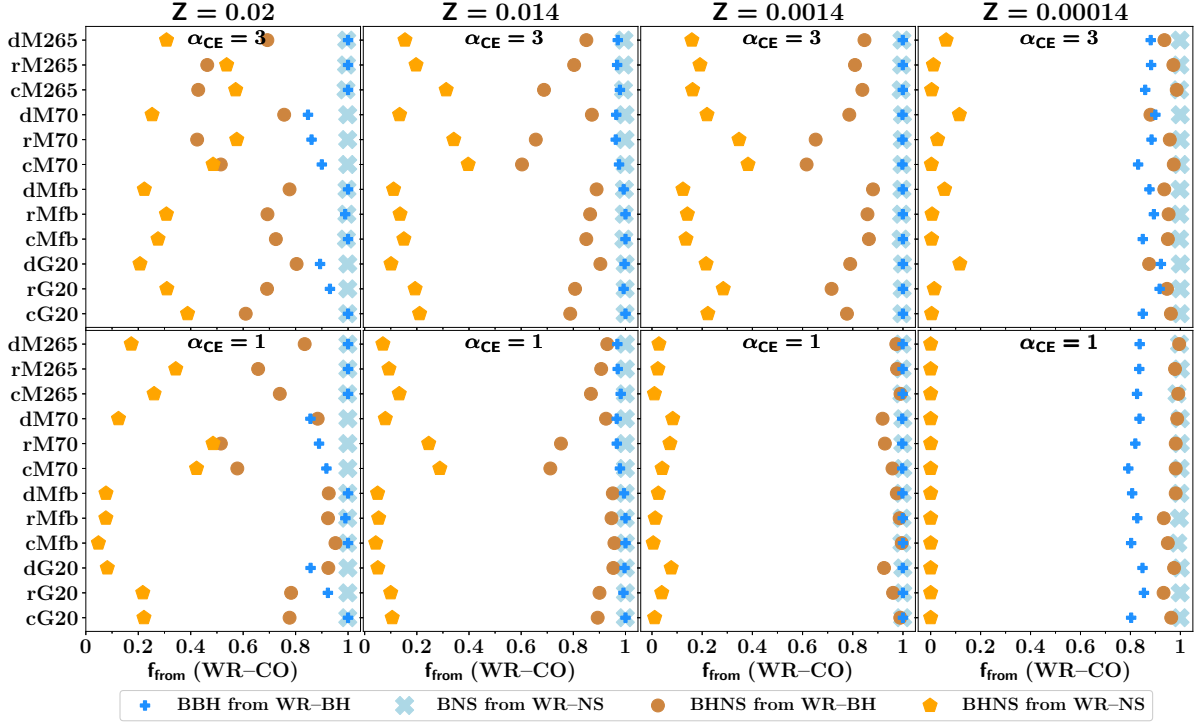 Z = 0.02 Z = 0.014 Z = 0.0014 Z = 0.00014
α_CE = 3 α_CE = 3 α_CE = 3 α_CE = 3
dM265
rM265
cM265
dM70
rM70
cM70
dMfb
rMfb
cMfb
dG20
rG20
cG20
α_CE = 1 α_CE = 1 α_CE = 1 α_CE = 1
dM265
rM265
cM265
dM70
rM70
cM70
dMfb
rMfb
cMfb
dG20
rG20
cG20
0 0.2 0.4 0.6 0.8 1 0 0.2 0.4 0.6 0.8 1 0 0.2 0.4 0.6 0.8 1 0 0.2 0.4 0.6 0.8 1
f_from (WR–CO) f_from (WR–CO) f_from (WR–CO) f_from (WR–CO)
BBH from WR–BH BNS from WR–NS BHNS from WR–BH BHNS from WR–NS